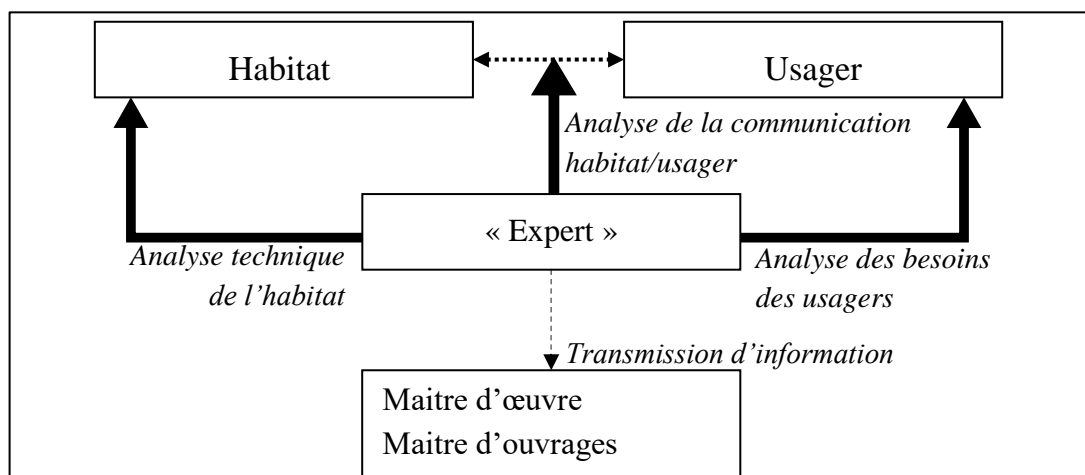 Habitat
Usager
Analyse de la communication
habitat/usager
« Expert »
Analyse technique
de l’habitat
Analyse des besoins
des usagers
Transmission d’information
Maitre d’œuvre
Maitre d’ouvrages